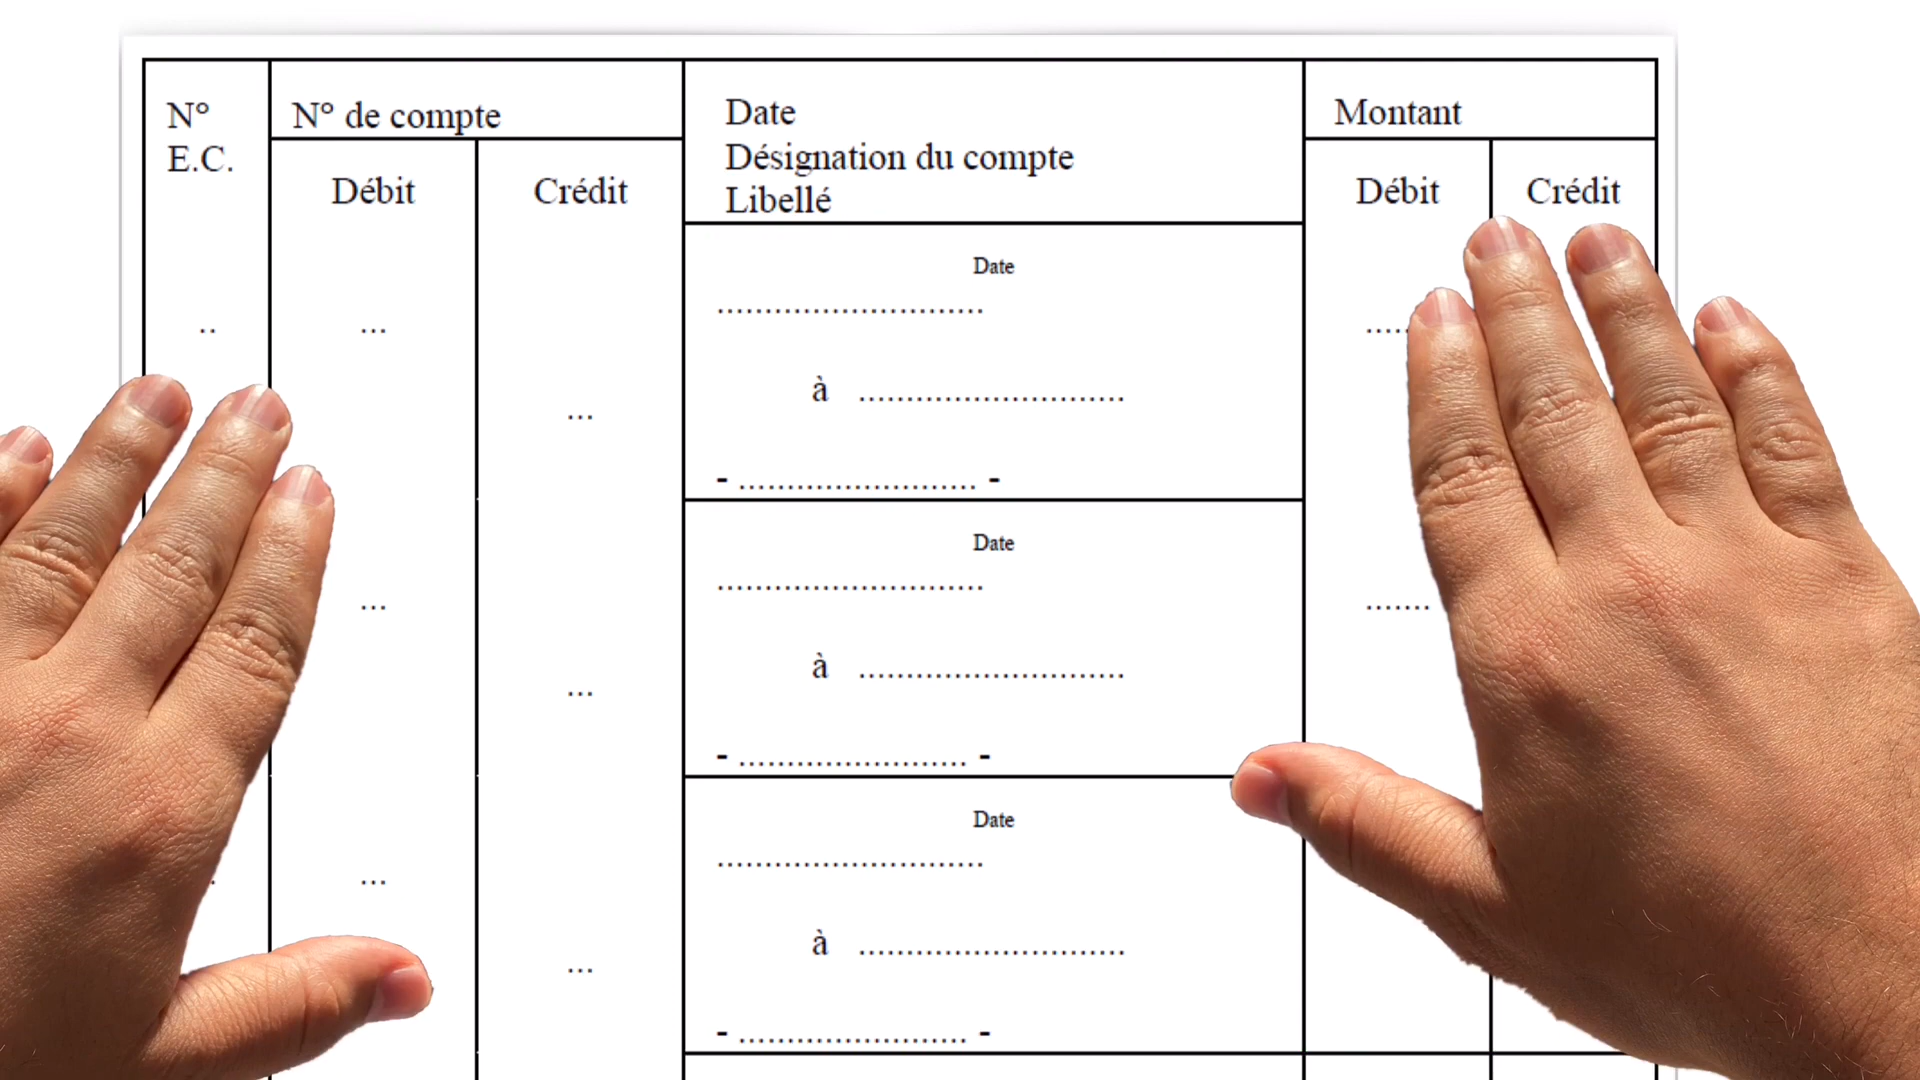 N°
E.C.
N° de compte
Débit
Crédit
Date
Désignation du compte
Libellé
Montant
Débit
Crédit
Date
.. ... ............................ .....
à ............................
...
- ......................... -
Date
... ............................ .......
à ............................
...
- ........................ -
Date
. ... ............................
à ............................
...
- ........................ -